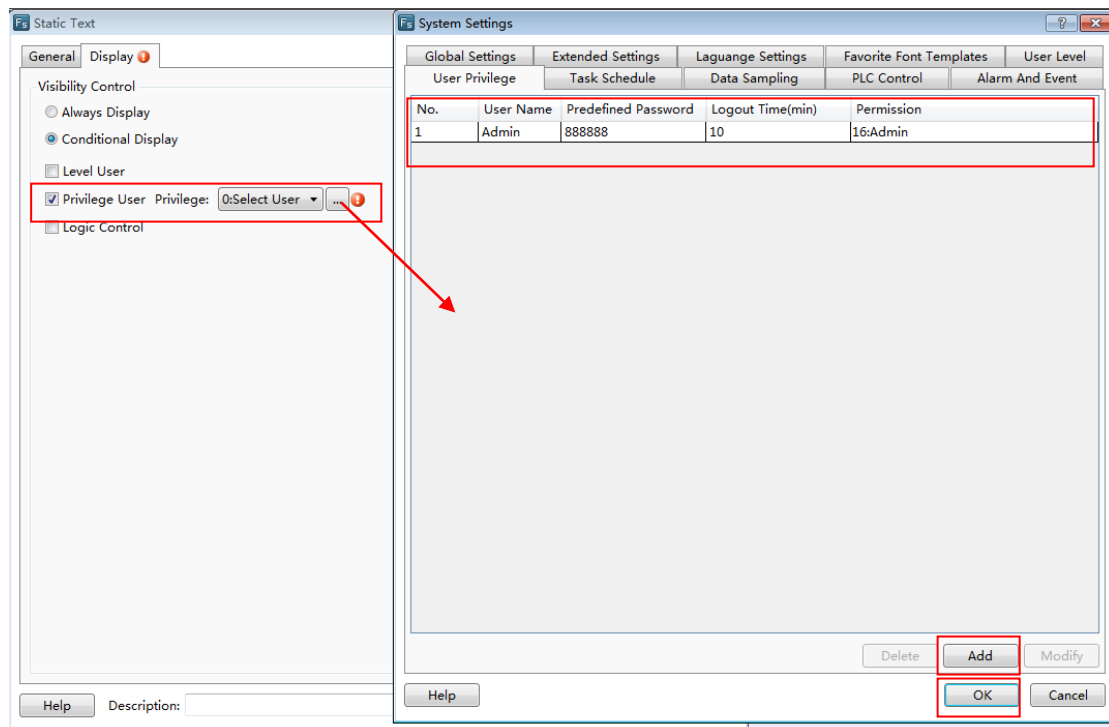 Fs Static Text
General Display
Visibility Control
Always Display
Conditional Display
Level User
Privilege User Privilege: 0:Select User ...
Logic Control
Help Description:
Fs System Settings
Global Settings Extended Settings Laguange Settings Favorite Font Templates User Level
User Privilege Task Schedule Data Sampling PLC Control Alarm And Event
No. User Name Predefined Password Logout Time(min) Permission
1 Admin 888888 10 16:Admin
Delete Add Modify
Help OK Cancel